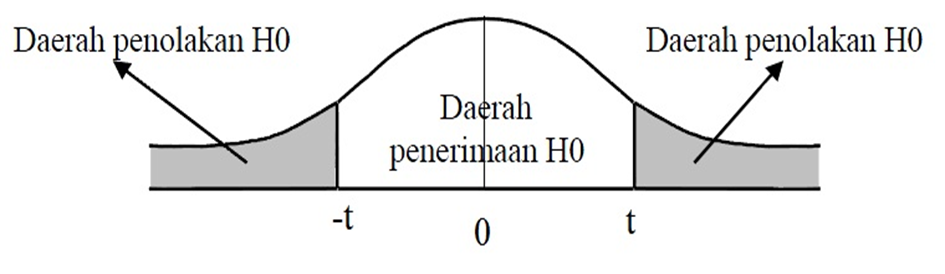 Daerah penolakan H0
Daerah penolakan H0
Daerah
penerimaan H0
-t
0
t